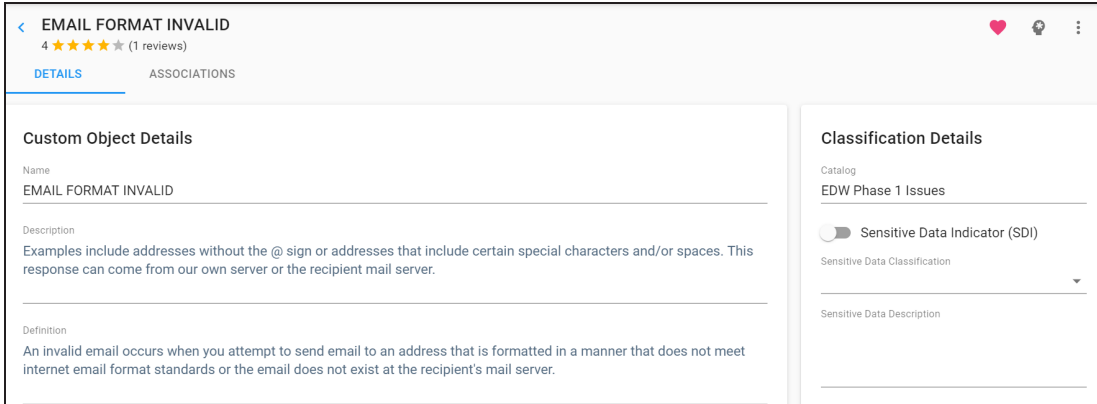 EMAIL FORMAT INVALID
4 (1 reviews)
DETAILS
ASSOCIATIONS
Custom Object Details
Name
EMAIL FORMAT INVALID
Description
Examples include addresses without the @ sign or addresses that include certain special characters and/or spaces. This
response can come from our own server or the recipient mail server.
Definition
An invalid email occurs when you attempt to send email to an address that is formatted in a manner that does not meet
internet email format standards or the email does not exist at the recipient's mail server.
Classification Details
Catalog
EDW Phase 1 Issues
Sensitive Data Indicator (SDI)
Sensitive Data Classification
Sensitive Data Description